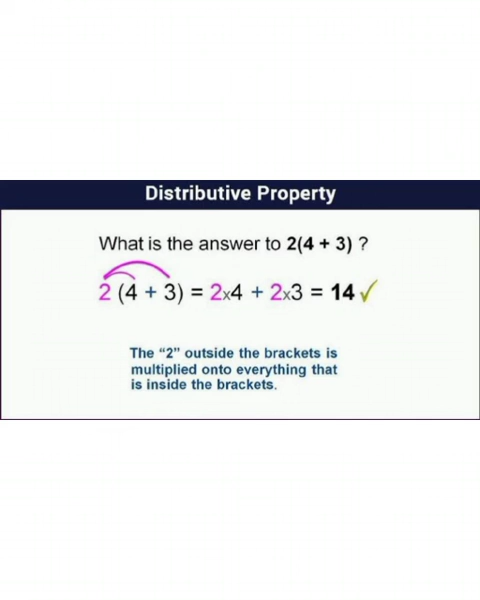 Distributive Property
What is the answer to 2(4 + 3) ?
2 (4 + 3) = 2x4 + 2x3 = 14 ✓
The “2” outside the brackets is
multiplied onto everything that
is inside the brackets.